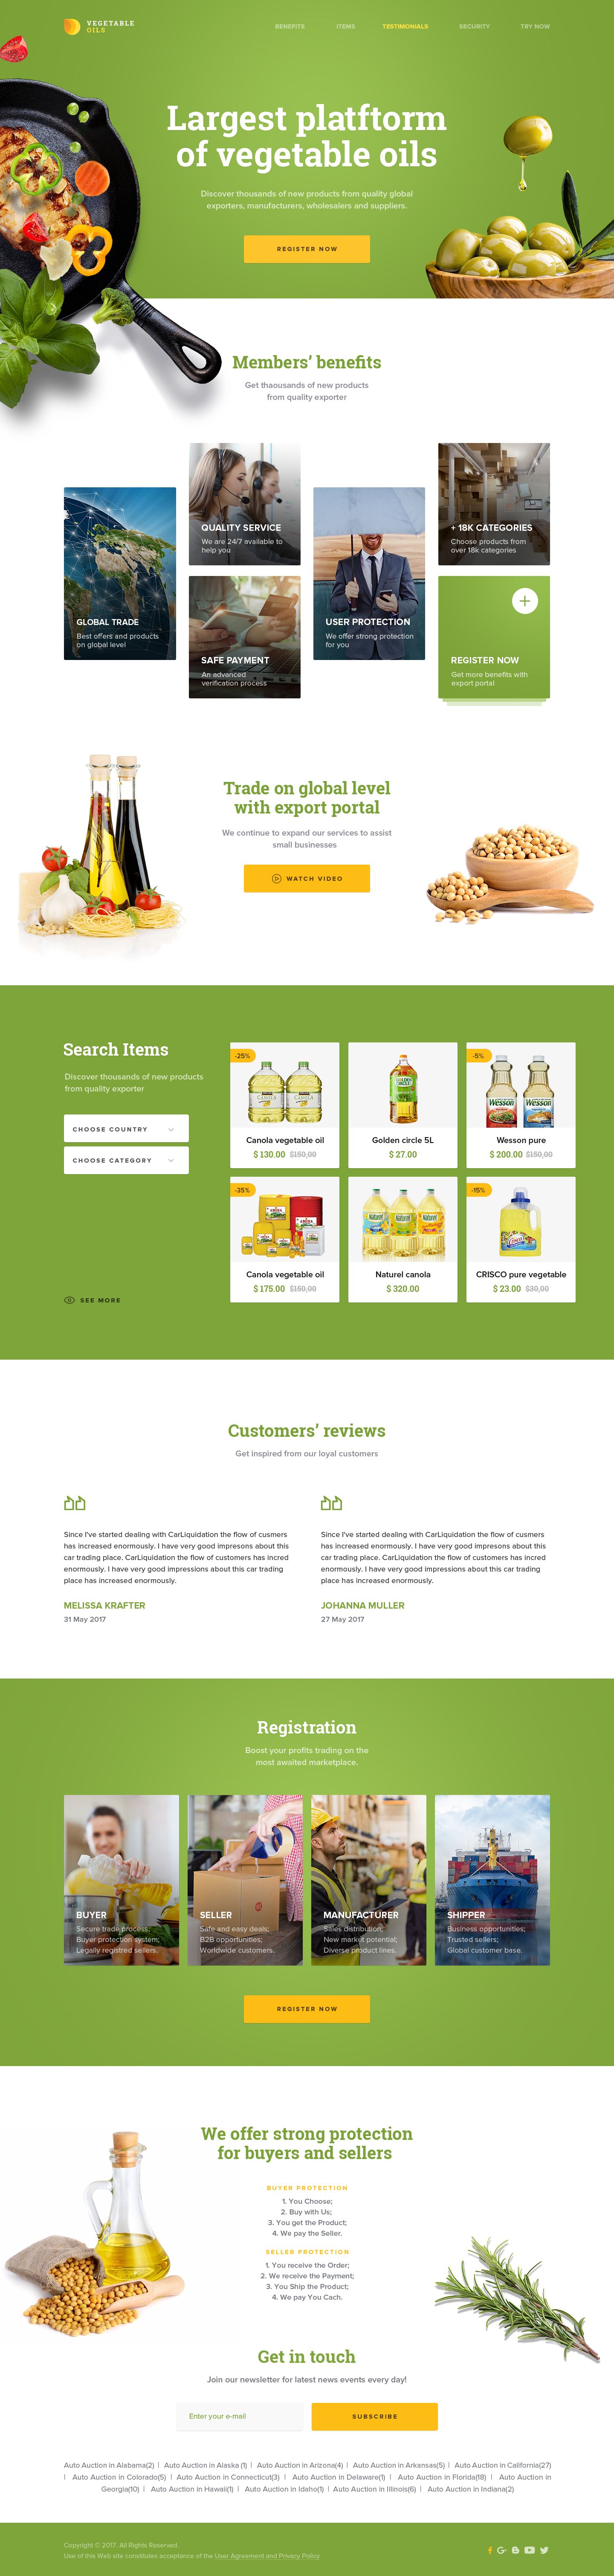 VEGETABLE
OILS
BENEFITS ITEMS TESTIMONIALS SECURITY TRY NOW
Largest platftorm
of vegetable oils
Discover thousands of new products from quality global
exporters, manufacturers, wholesalers and suppliers.
REGISTER NOW
Members' benefits
Get thaousands of new products
from quality exporter
GLOBAL TRADE
Best offers and products
on global level
QUALITY SERVICE
We are 24/7 available to
help you
SAFE PAYMENT
An advanced
verification process
USER PROTECTION
We offer strong protection
for you
+ 18K CATEGORIES
Choose products from
over 18k categories
REGISTER NOW
Get more benefits with
export portal
Trade on global level
with export portal
We continue to expand our services to assist
small businesses
WATCH VIDEO
Search Items
Discover thousands of new products
from quality exporter
CHOOSE COUNTRY
CHOOSE CATEGORY
SEE MORE
-25%
CANOLA CANOLA
Canola vegetable oil
$ 130.00 $150,00
GOLDEN
CIRCLE
Golden circle 5L
$ 27.00
-5%
Wesson Wesson
Wesson pure
$ 200.00 $150,00
-35%
Canola vegetable oil
$ 175.00 $150,00
Naturel Naturel Naturel
Naturel canola
$ 320.00
-15%
Crisco
CRISCO pure vegetable
$ 23.00 $30,00
Customers' reviews
Get inspired from our loyal customers
Since I've started dealing with CarLiquidation the flow of cusmers
has increased enormously. I have very good impresons about this
car trading place. CarLiquidation the flow of customers has incred
enormously. I have very good impressions about this car trading
place has increased enormously.
MELISSA KRAFTER
31 May 2017
Since I've started dealing with CarLiquidation the flow of cusmers
has increased enormously. I have very good impresons about this
car trading place. CarLiquidation the flow of customers has incred
enormously. I have very good impressions about this car trading
place has increased enormously.
JOHANNA MULLER
27 May 2017
Registration
Boost your profits trading on the
most awaited marketplace.
BUYER
Secure trade process;
Buyer protection system;
Legally registred sellers.
SELLER
Safe and easy deals;
B2B opportunities;
Worldwide customers.
MANUFACTURER
Sales distribution;
New market potential;
Diverse product lines.
SHIPPER
Business opportunities;
Trusted sellers;
Global customer base.
REGISTER NOW
We offer strong protection
for buyers and sellers
BUYER PROTECTION
1. You Choose;
2. Buy with Us;
3. You get the Product;
4. We pay the Seller.
SELLER PROTECTION
1. You receive the Order;
2. We receive the Payment;
3. You Ship the Product;
4. We pay You Cach.
Get in touch
Join our newsletter for latest news events every day!
Enter your e-mail
SUBSCRIBE
Auto Auction in Alabama(2) | Auto Auction in Alaska (1) | Auto Auction in Arizona(4) | Auto Auction in Arkansas(5) | Auto Auction in California(27)
| Auto Auction in Colorado(5) | Auto Auction in Connecticut(3) | Auto Auction in Delaware(1) | Auto Auction in Florida(18) | Auto Auction in
Georgia(10) | Auto Auction in Hawaii(1) | Auto Auction in Idaho(1) | Auto Auction in Illinois(6) | Auto Auction in Indiana(2)
Copyright © 2017. All Rights Reserved.
Use of this Web site constitutes acceptance of the User Agreement and Privacy Policy